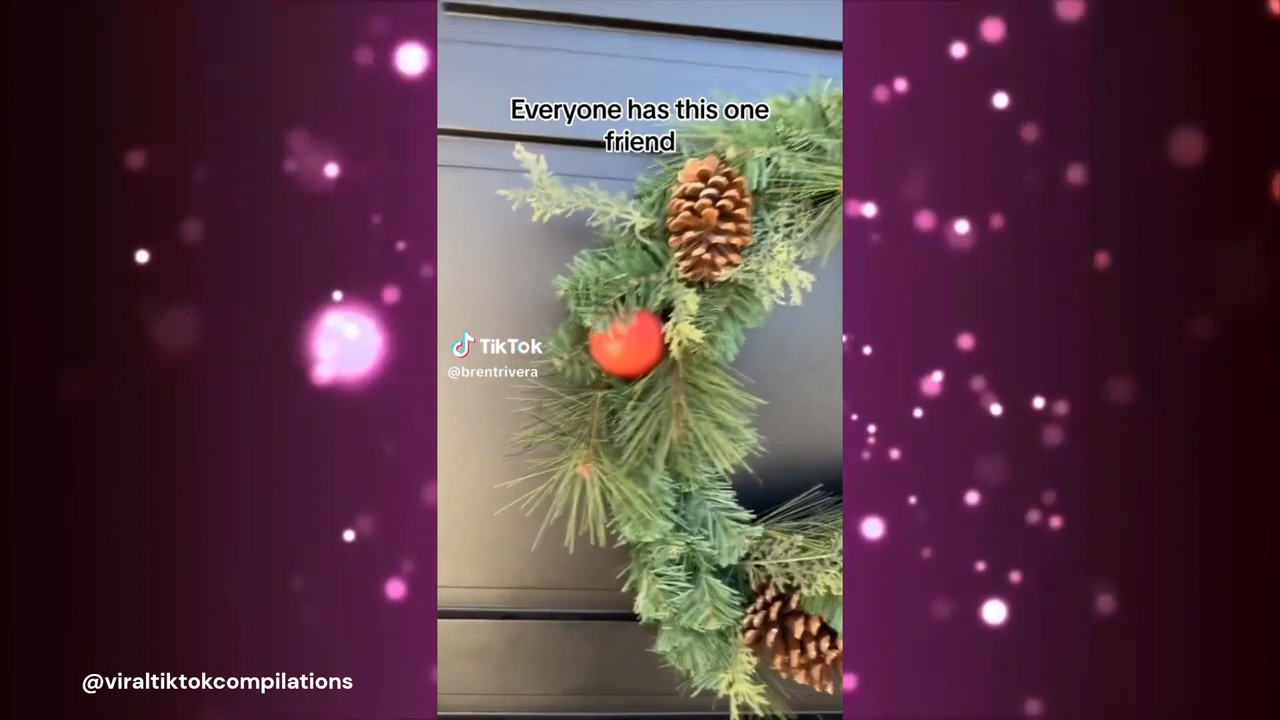 Everyone has this one
friend
TikTok
@brentrivera
@viraltiktokcompilations